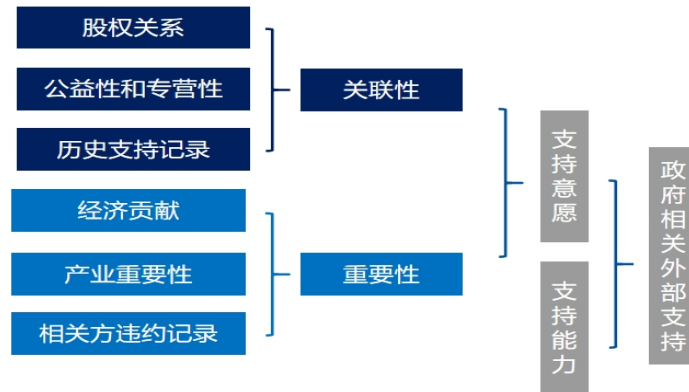 股权关系
公益性和专营性
历史支持记录
关联性
经济贡献
产业重要性
相关方违约记录
重要性
支持意愿
支持能力
政府相关外部支持